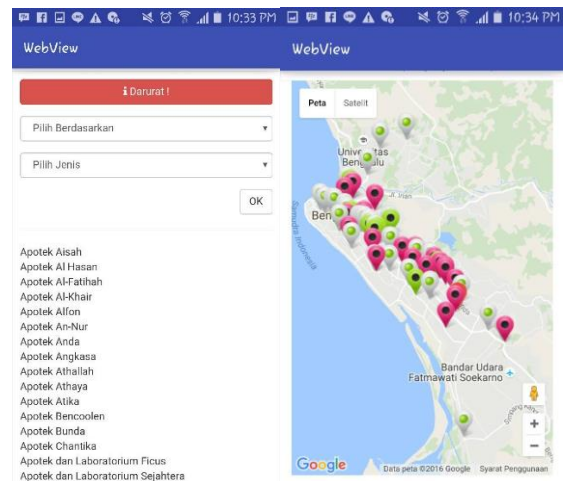 10:33 PM
WebView
i Darurat !
Pilih Berdasarkan
Pilih Jenis
OK
Apotek Aisah
Apotek Al Hasan
Apotek Al-Fatihah
Apotek Al-Khair
Apotek Alfon
Apotek An-Nur
Apotek Anda
Apotek Angkasa
Apotek Athallah
Apotek Athaya
Apotek Atika
Apotek Bencoolen
Apotek Bunda
Apotek Chantika
Apotek dan Laboratorium Ficus
Apotek dan Laboratorium Sejahtera
10:34 PM
WebView
Peta
Satelit
Samudra Indonesia
Bandar Udara
Fatmawati Soekarno
Google
Data peta ©2016 Google
Syarat Penggunaan